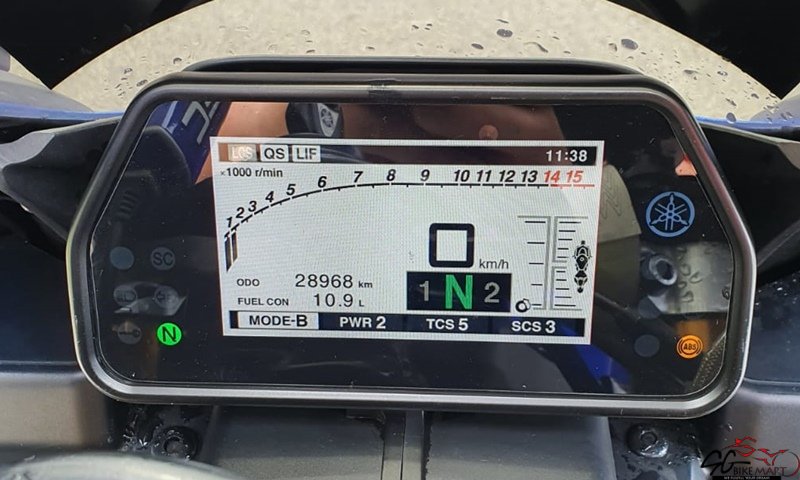 LCS QS LIF 11:38
×1000 r/min
1 2 3 4 5 6 7 8 9 10 11 12 13 14 15
0 km/h
ODO 28968 km
1 N 2
FUEL CON 10.9 L
MODE-B PWR 2 TCS 5 SCS 3
SC
N
ABS
SG
BIKEMART